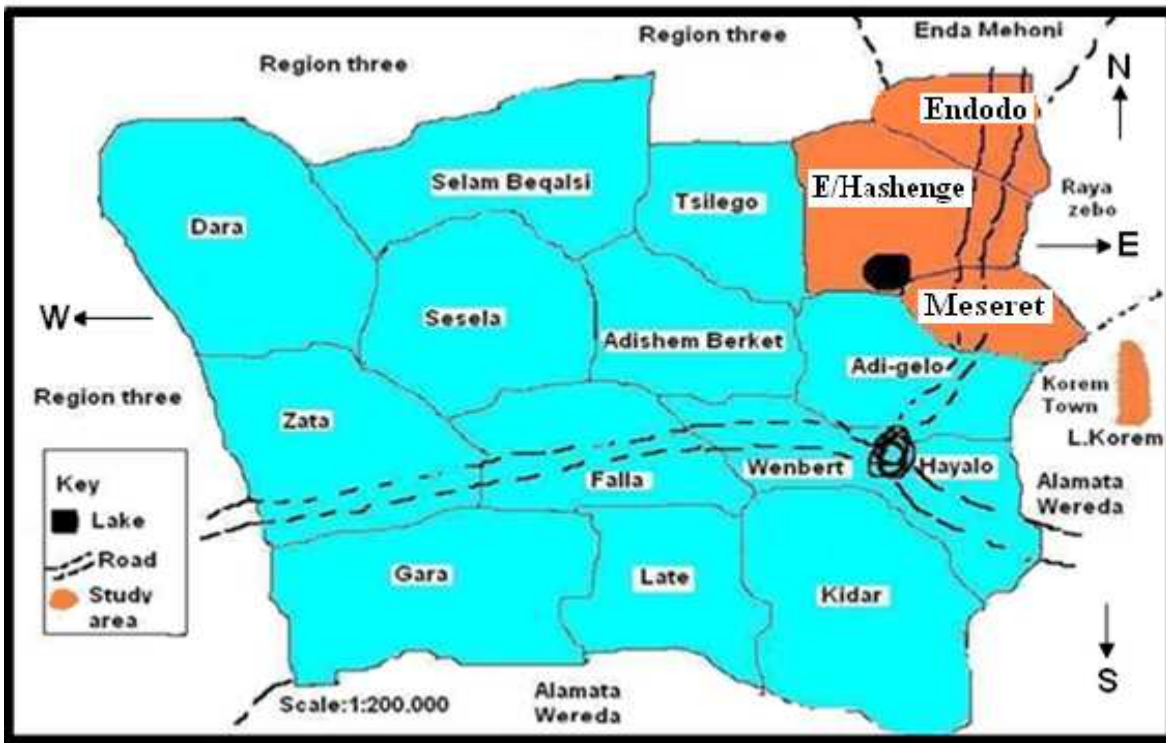 Enda Mehoni
Region three
Region three
N
Endodo
Selam Beqalsi
Tsilego
E/Hashenge
Raya
zebo
Dara
E
W
Sesela
Adishem Berket
Meseret
Adi-gelo
Region three
Zata
Korem
Town
L.Korem
Key
Lake
Road
Study
area
Falla
Wenbert
Hayalo
Alamata
Wereda
Gara
Late
Kidar
S
Scale:1:200.000
Alamata
Wereda